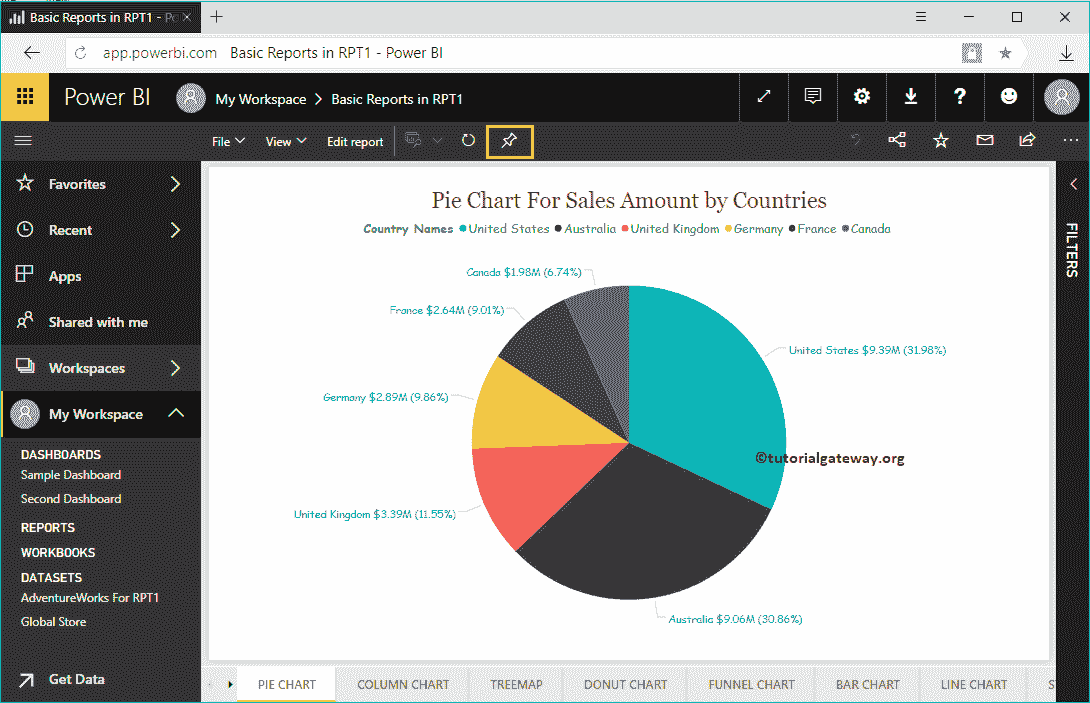 Basic Reports in RPT1 - Pc
app.powerbi.com Basic Reports in RPT1 - Power BI
Power BI My Workspace > Basic Reports in RPT1 ?
File View Edit report
Favorites
Recent
Apps
Shared with me
Workspaces
My Workspace
DASHBOARDS
Sample Dashboard
Second Dashboard
REPORTS
WORKBOOKS
DATASETS
AdventureWorks For RPT1
Global Store
Get Data
Pie Chart For Sales Amount by Countries
Country Names United States Australia United Kingdom Germany France Canada
Canada $1.98M (6.74%)
France $2.64M (9.01%)
United States $9.39M (31.98%)
Germany $2.89M (9.86%)
©tutorialgateway.org
United Kingdom $3.39M (11.55%)
Australia $9.06M (30.86%)
FILTERS
PIE CHART COLUMN CHART TREEMAP DONUT CHART FUNNEL CHART BAR CHART LINE CHART